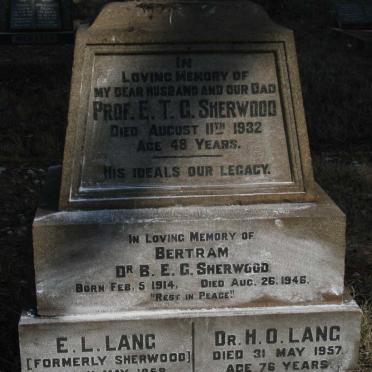 In
Loving Memory of
My dear Husband and our Dad
Prof. E. T. G. Sherwood
Died August 11th 1932
Age 48 Years.
His Ideals our Legacy.
In Loving Memory of
Bertram
Dr B. E. G. Sherwood
Born Feb. 5 1914. Died Aug. 26. 1946.
"Rest in Peace"
E. L. LANG
[FORMERLY SHERWOOD]
MAY
Dr. H. O. LANG
DIED 31 MAY 1957
AGE 76 YEARS.